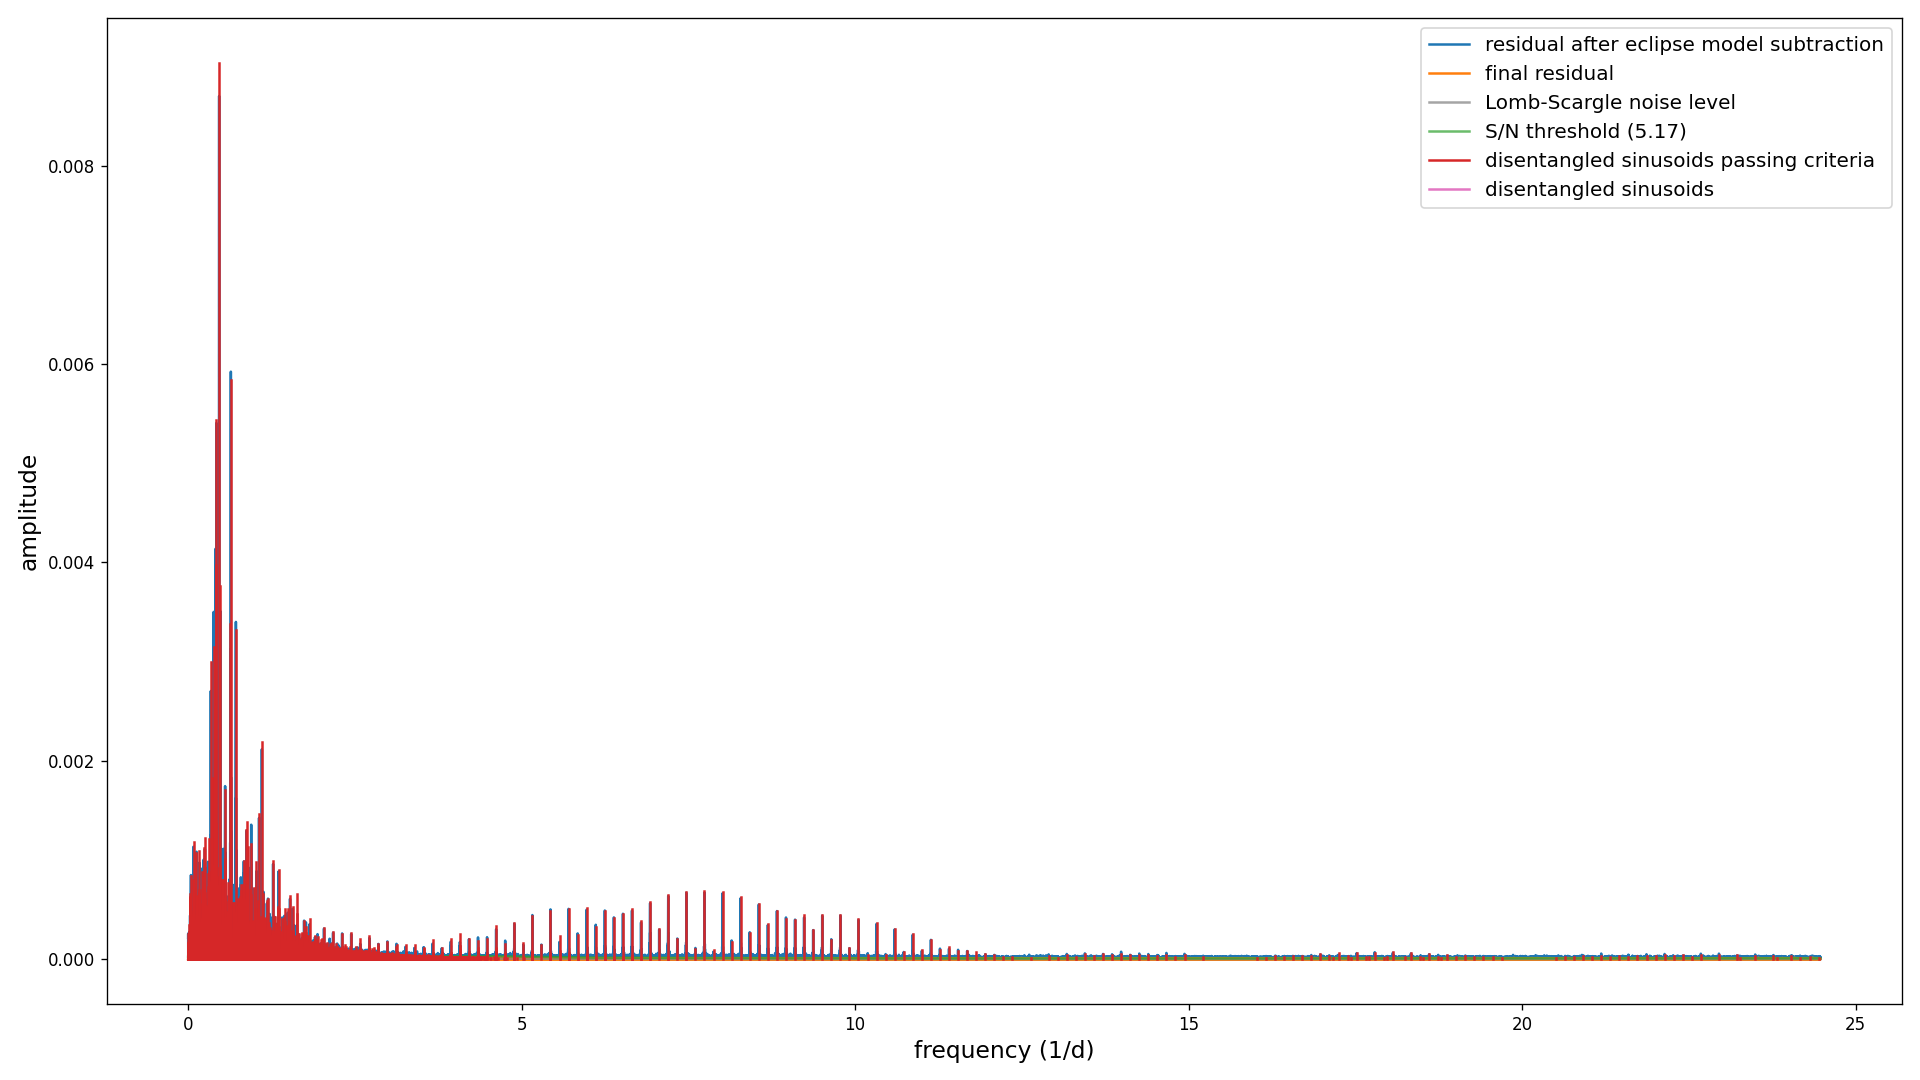 residual after eclipse model subtraction
final residual
Lomb-Scargle noise level
S/N threshold (5.17)
disentangled sinusoids passing criteria
disentangled sinusoids
amplitude
0.008
0.006
0.004
0.002
0.000
0 5 10 15 20 25
frequency (1/d)